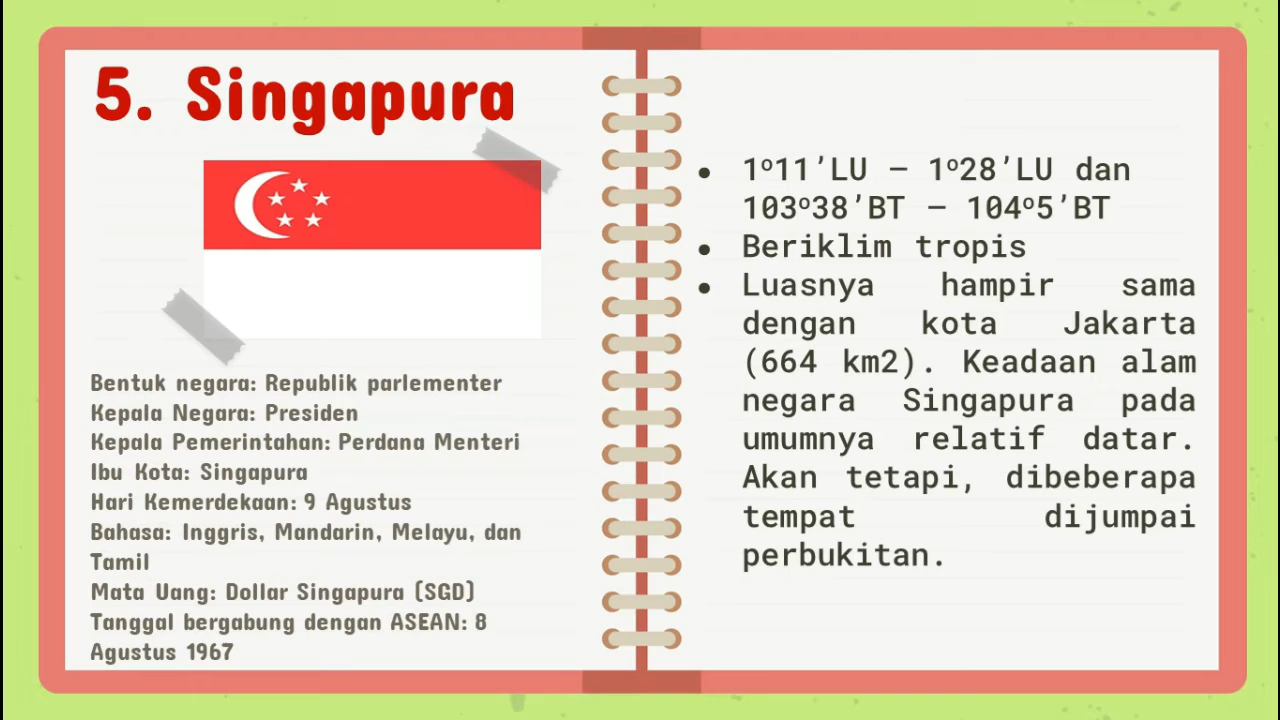 5. Singapura
Bentuk negara: Republik parlementer
Kepala Negara: Presiden
Kepala Pemerintahan: Perdana Menteri
Ibu Kota: Singapura
Hari Kemerdekaan: 9 Agustus
Bahasa: Inggris, Mandarin, Melayu, dan
Tamil
Mata Uang: Dollar Singapura (SGD)
Tanggal bergabung dengan ASEAN: 8
Agustus 1967
• 1º11’LU – 1º28’LU dan
103º38’BT – 104º5’BT
• Beriklim tropis
• Luasnya hampir sama
dengan kota Jakarta
(664 km2). Keadaan alam
negara Singapura pada
umumnya relatif datar.
Akan tetapi, dibeberapa
tempat dijumpai
perbukitan.